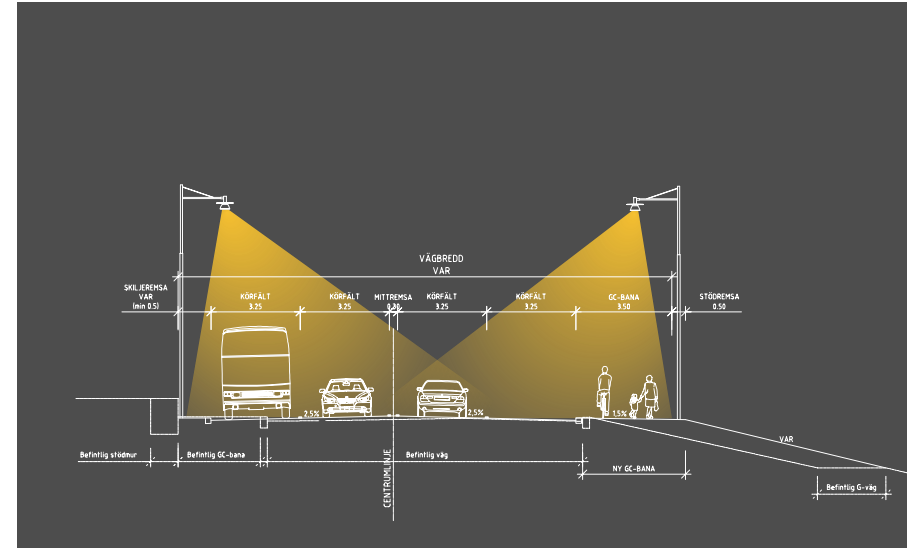 VÄGBREDD
VAR
SKILJEREMSA
VAR
(min 0.5)
KÖRFÄLT
3.25
KÖRFÄLT
3.25
MITTREMSA
0.30
KÖRFÄLT
3.25
KÖRFÄLT
3.25
GC-BANA
3.50
STÖDREMSA
0.50
2,5%
2,5%
1,5%
VAR
Befintlig stödmur
Befintlig GC-bana
CENTRUMLINJE
Befintlig väg
NY GC-BANA
Befintlig G-väg